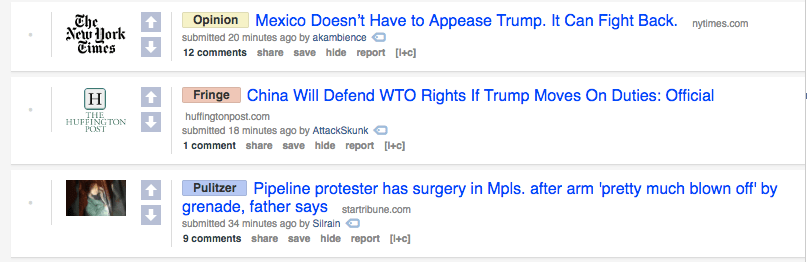 The
New York
Times
Opinion Mexico Doesn't Have to Appease Trump. It Can Fight Back. nytimes.com
submitted 20 minutes ago by akambience
12 comments share save hide report [l+c]
H
THE
HUFFINGTON
POST
Fringe China Will Defend WTO Rights If Trump Moves On Duties: Official
huffingtonpost.com
submitted 18 minutes ago by AttackSkunk
1 comment share save hide report [l+c]
Pulitzer Pipeline protester has surgery in Mpls. after arm 'pretty much blown off' by
grenade, father says startribune.com
submitted 34 minutes ago by Silrain
9 comments share save hide report [l+c]